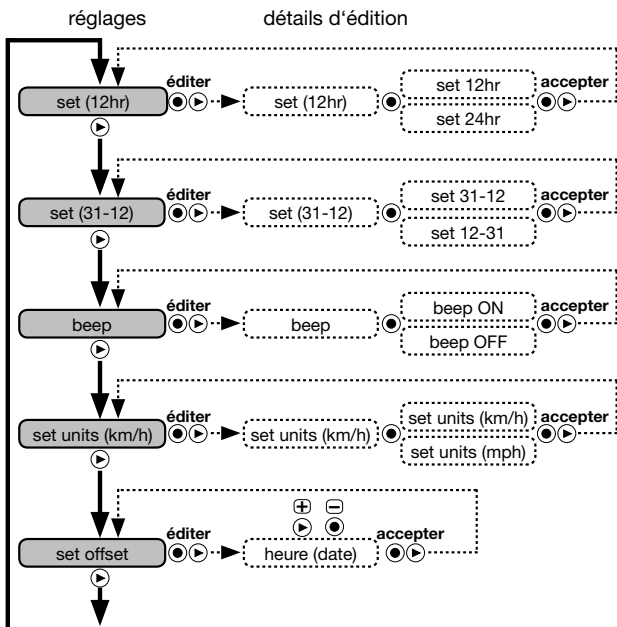 réglages détails d‘édition
éditer accepter
set (12hr) set (12hr) set 12hr
set 24hr
éditer accepter
set (31-12) set (31-12) set 31-12
set 12-31
éditer accepter
beep beep beep ON
beep OFF
éditer accepter
set units (km/h) set units (km/h) set units (km/h)
set units (mph)
+ −
éditer accepter
set offset heure (date)